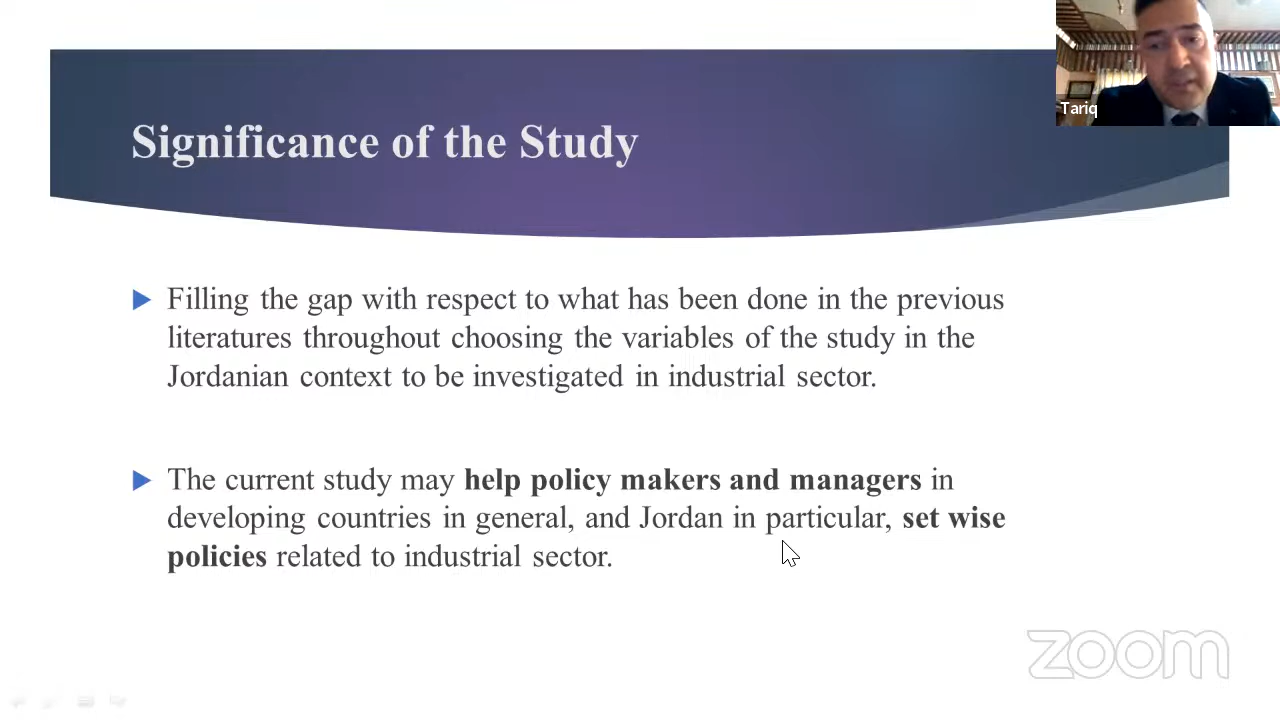 Tariq
Significance of the Study
Filling the gap with respect to what has been done in the previous
literatures throughout choosing the variables of the study in the
Jordanian context to be investigated in industrial sector.
The current study may help policy makers and managers in
developing countries in general, and Jordan in particular, set wise
policies related to industrial sector.
zoom